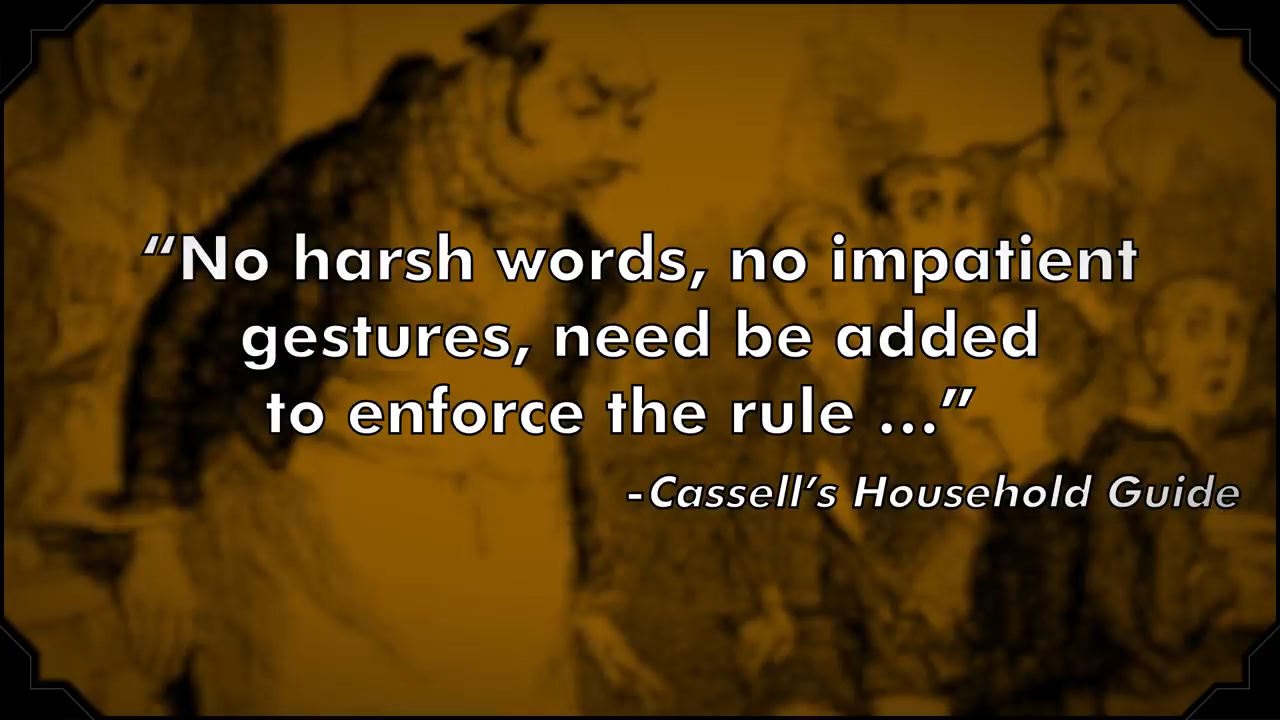 “No harsh words, no impatient
gestures, need be added
to enforce the rule ...”
-Cassell’s Household Guide